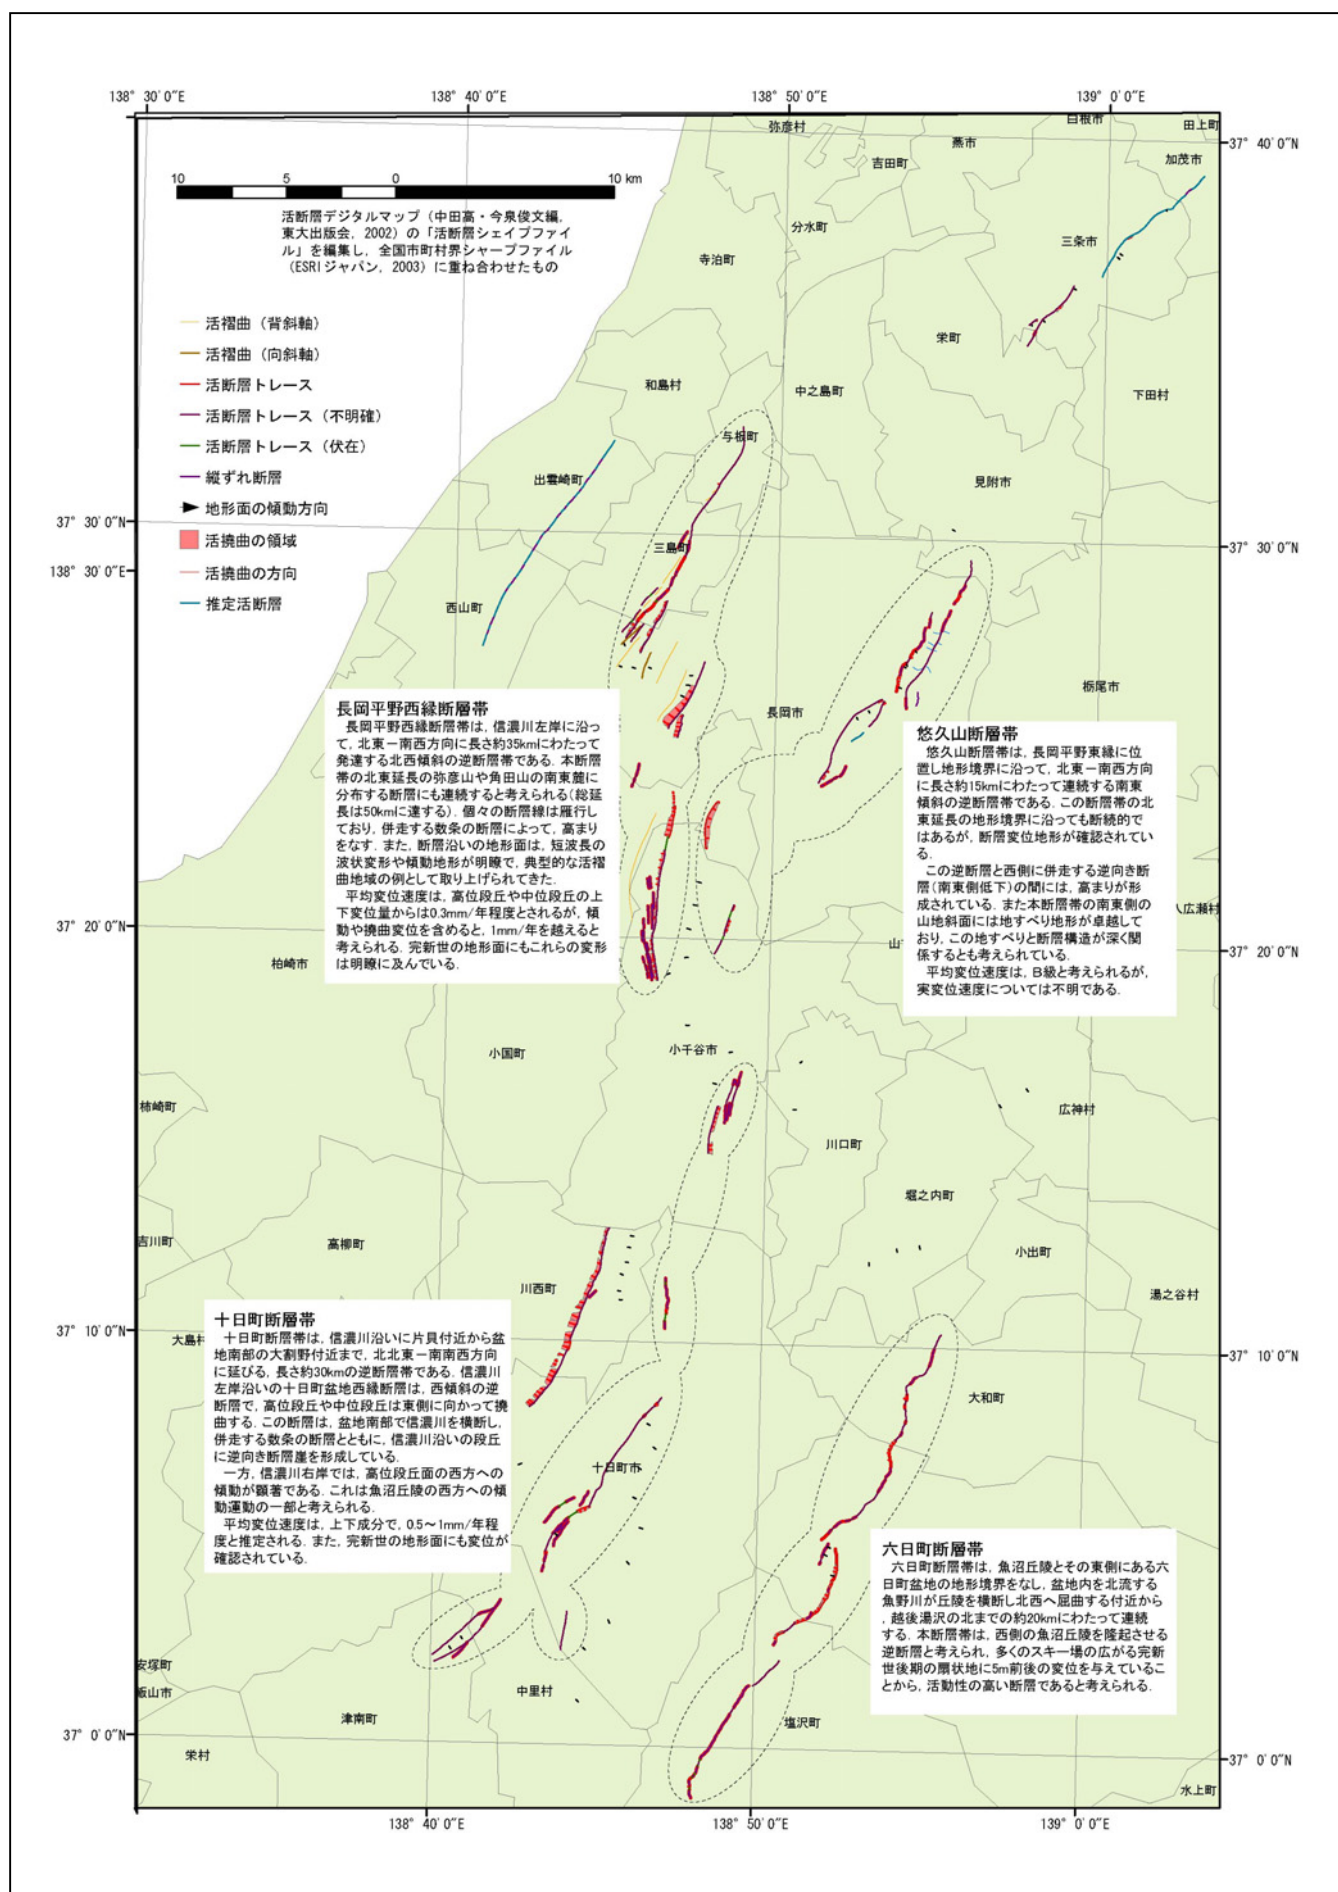 138° 30′ 0″E
138° 40′ 0″E
138° 50′ 0″E
139° 0′ 0″E
弥彦村
燕市
白根市
田上町
37° 40′ 0″N
吉田町
加茂市
10
5
0
10 km
活断層デジタルマップ（中田高・今泉俊文編，
東大出版会，2002）の「活断層シェイプファイ
ル」を編集し，全国市町村界シャープファイル
（ESRIジャパン，2003）に重ね合わせたもの
分水町
三条市
寺泊町
活褶曲（背斜軸）
活褶曲（向斜軸）
活断層トレース
活断層トレース（不明確）
活断層トレース（伏在）
縦ずれ断層
地形面の傾動方向
活撓曲の領域
活撓曲の方向
推定活断層
栄町
和島村
中之島町
下田村
与板町
出雲崎町
見附市
37° 30′ 0″N
三島町
37° 30′ 0″N
138° 30′ 0″E
西山町
栃尾市
長岡市
長岡平野西縁断層帯
長岡平野西縁断層帯は，信濃川左岸に沿っ
て，北東－南西方向に長さ約35kmにわたって
発達する北西傾斜の逆断層帯である．本断層
帯の北東延長の弥彦山や角田山の南東麓に
分布する断層にも連続すると考えられる（総延
長は50kmに達する）．個々の断層線は雁行し
ており，併走する数条の断層によって，高まり
をなす．また，断層沿いの地形面は，短波長の
波状変形や傾動地形が明瞭で，典型的な活褶
曲地域の例として取り上げられてきた．
平均変位速度は，高位段丘や中位段丘の上
下変位量からは0.3mm/年程度とされるが，傾
動や撓曲変位を含めると，1mm/年を越えると
考えられる．完新世の地形面にもこれらの変形
は明瞭に及んでいる．
悠久山断層帯
悠久山断層帯は，長岡平野東縁に位
置し地形境界に沿って，北東－南西方向
に長さ約15kmにわたって連続する南東
傾斜の逆断層帯である．この断層帯の北
東延長の地形境界に沿っても断続的で
はあるが，断層変位地形が確認されてい
る．
この逆断層と西側に併走する逆向き断
層（南東側低下）の間には，高まりが形
成されている．また本断層帯の南東側の
山地斜面には地すべり地形が卓越して
おり，この地すべりと断層構造が深く関
係するとも考えられている．
平均変位速度は，B級と考えられるが，
実変位速度については不明である．
入広瀬村
37° 20′ 0″N
山
37° 20′ 0″N
柏崎市
小国町
小千谷市
柿崎町
広神村
川口町
堀之内町
吉川町
高柳町
小出町
川西町
湯之谷村
37° 10′ 0″N
大島村
37° 10′ 0″N
十日町断層帯
十日町断層帯は，信濃川沿いに片貝付近から盆
地南部の大割野付近まで，北北東－南南西方向
に延びる，長さ約30kmの逆断層帯である．信濃川
左岸沿いの十日町盆地西縁断層は，西傾斜の逆
断層で，高位段丘や中位段丘は東側に向かって撓
曲する．この断層は，盆地南部で信濃川を横断し，
併走する数条の断層とともに，信濃川沿いの段丘
に逆向き断層崖を形成している．
一方，信濃川右岸では，高位段丘面の西方への
傾動が顕著である．これは魚沼丘陵の西方への傾
動運動の一部と考えられる．
平均変位速度は，上下成分で，0.5～1mm/年程
度と推定される．また，完新世の地形面にも変位が
確認されている．
大和町
十日町市
六日町断層帯
六日町断層帯は，魚沼丘陵とその東側にある六
日町盆地の地形境界をなし，盆地内を北流する
魚野川が丘陵を横断し北西へ屈曲する付近から
，越後湯沢の北までの約20kmにわたって連続
する．本断層帯は，西側の魚沼丘陵を隆起させる
逆断層と考えられ，多くのスキー場の広がる完新
世後期の扇状地に5m前後の変位を与えているこ
とから，活動性の高い断層であると考えられる．
安塚町
飯山市
中里村
津南町
塩沢町
37° 0′ 0″N
栄村
37° 0′ 0″N
水上町
138° 40′ 0″E
138° 50′ 0″E
139° 0′ 0″E